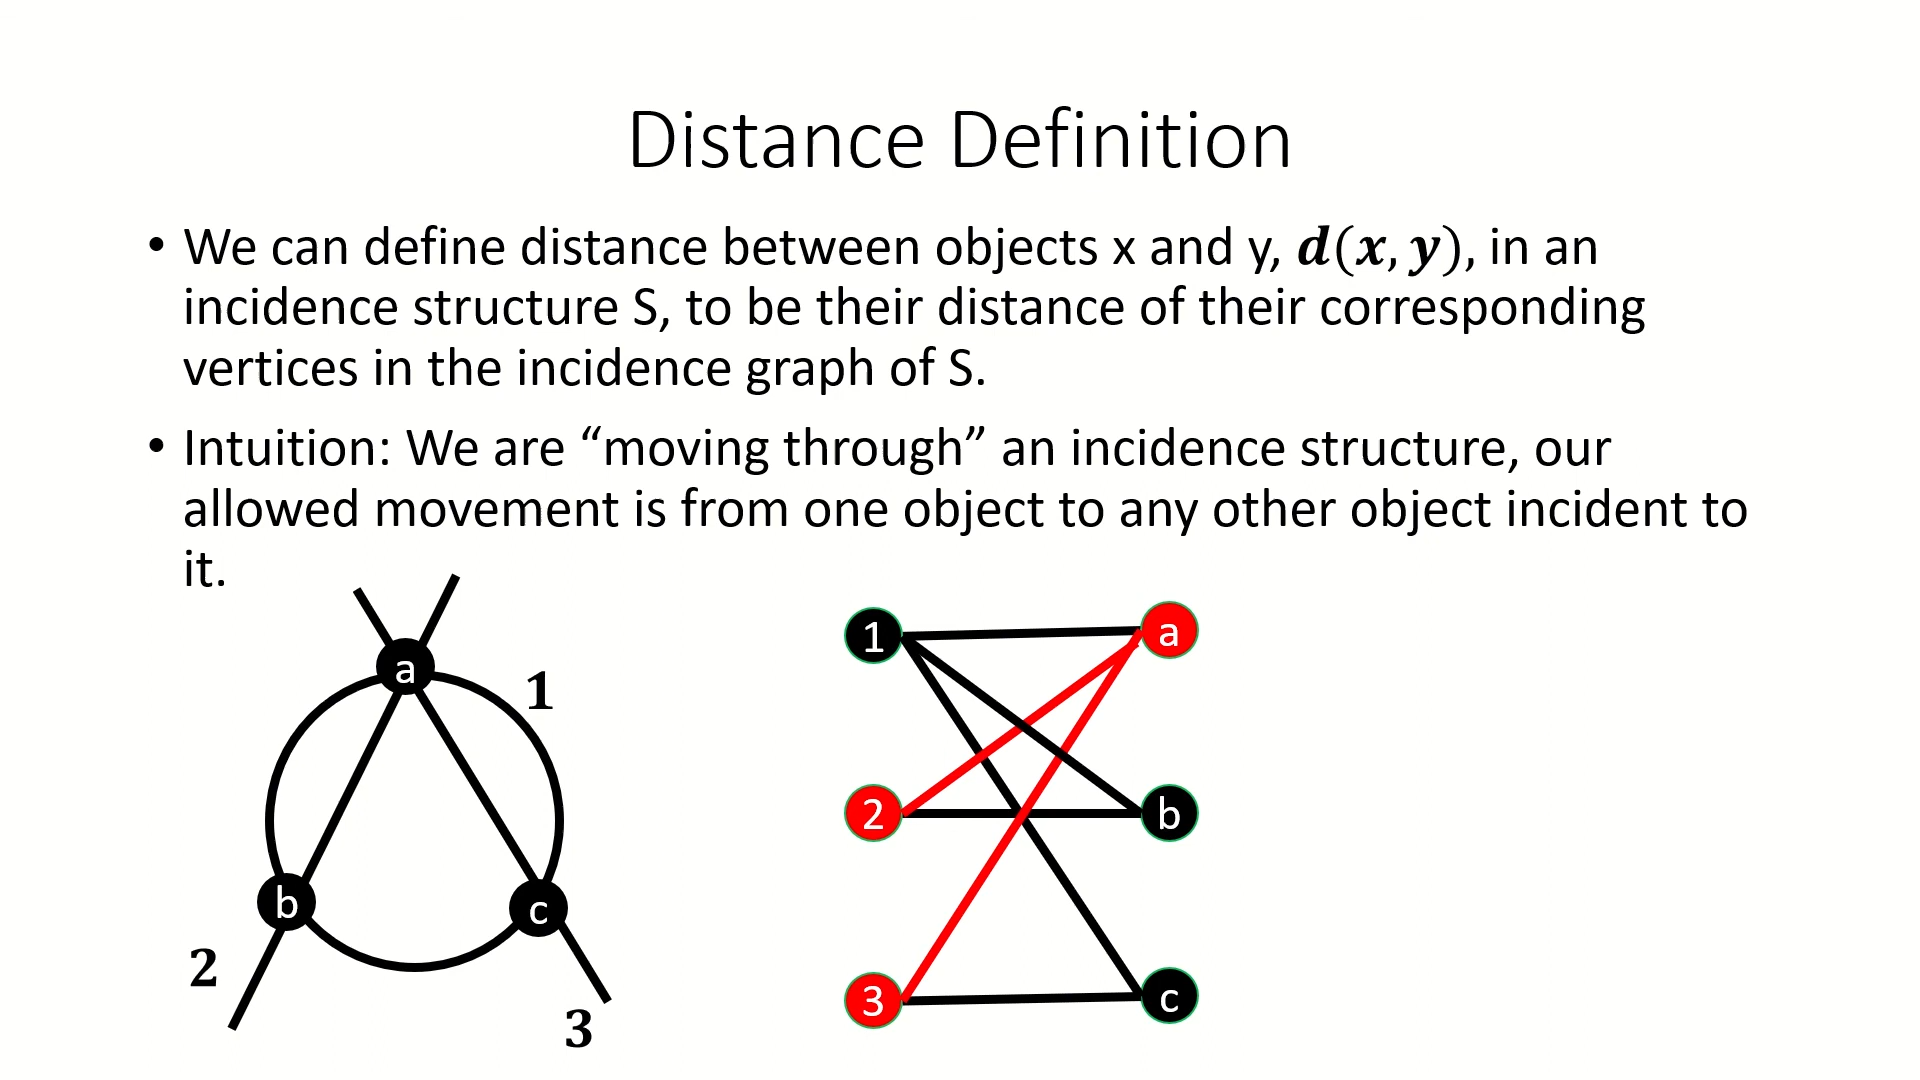 Distance Definition
• We can define distance between objects x and y, d(x, y), in an
incidence structure S, to be their distance of their corresponding
vertices in the incidence graph of S.
• Intuition: We are “moving through” an incidence structure, our
allowed movement is from one object to any other object incident to
it.
a
1
b
c
2
3
1
a
2
b
3
c